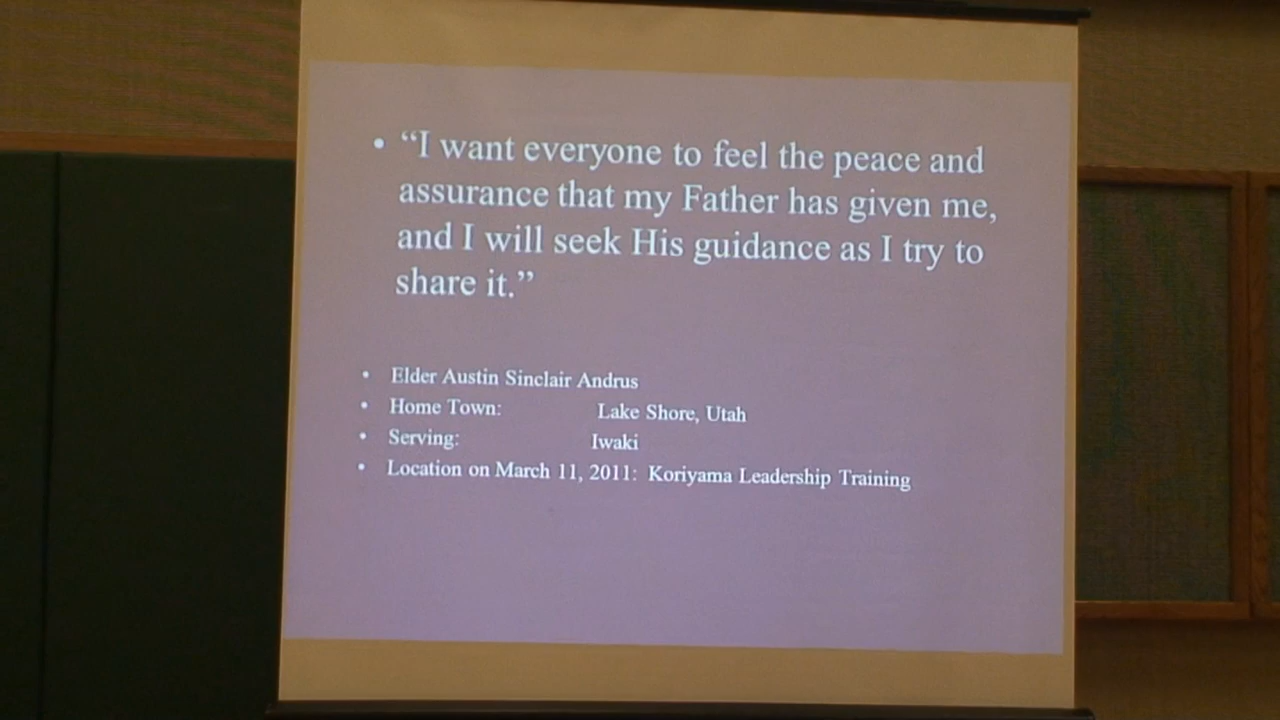 • “I want everyone to feel the peace and
assurance that my Father has given me,
and I will seek His guidance as I try to
share it.”
• Elder Austin Sinclair Andrus
• Home Town: Lake Shore, Utah
• Serving: Iwaki
• Location on March 11, 2011: Koriyama Leadership Training